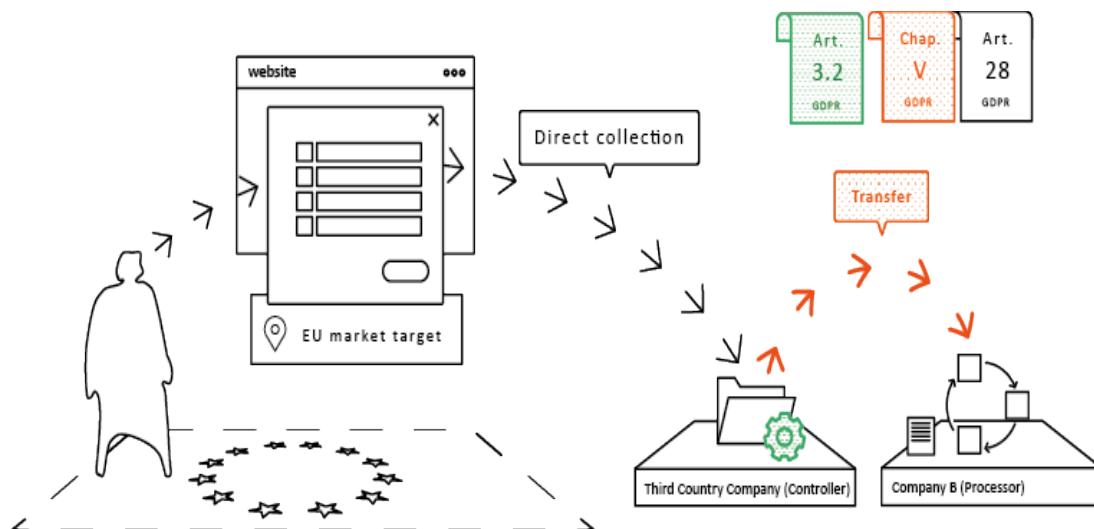 website
EU market target
Direct collection
Art.
3.2
GDPR
Chap.
V
GDPR
Art.
28
GDPR
Transfer
Third Country Company (Controller)
Company B (Processor)